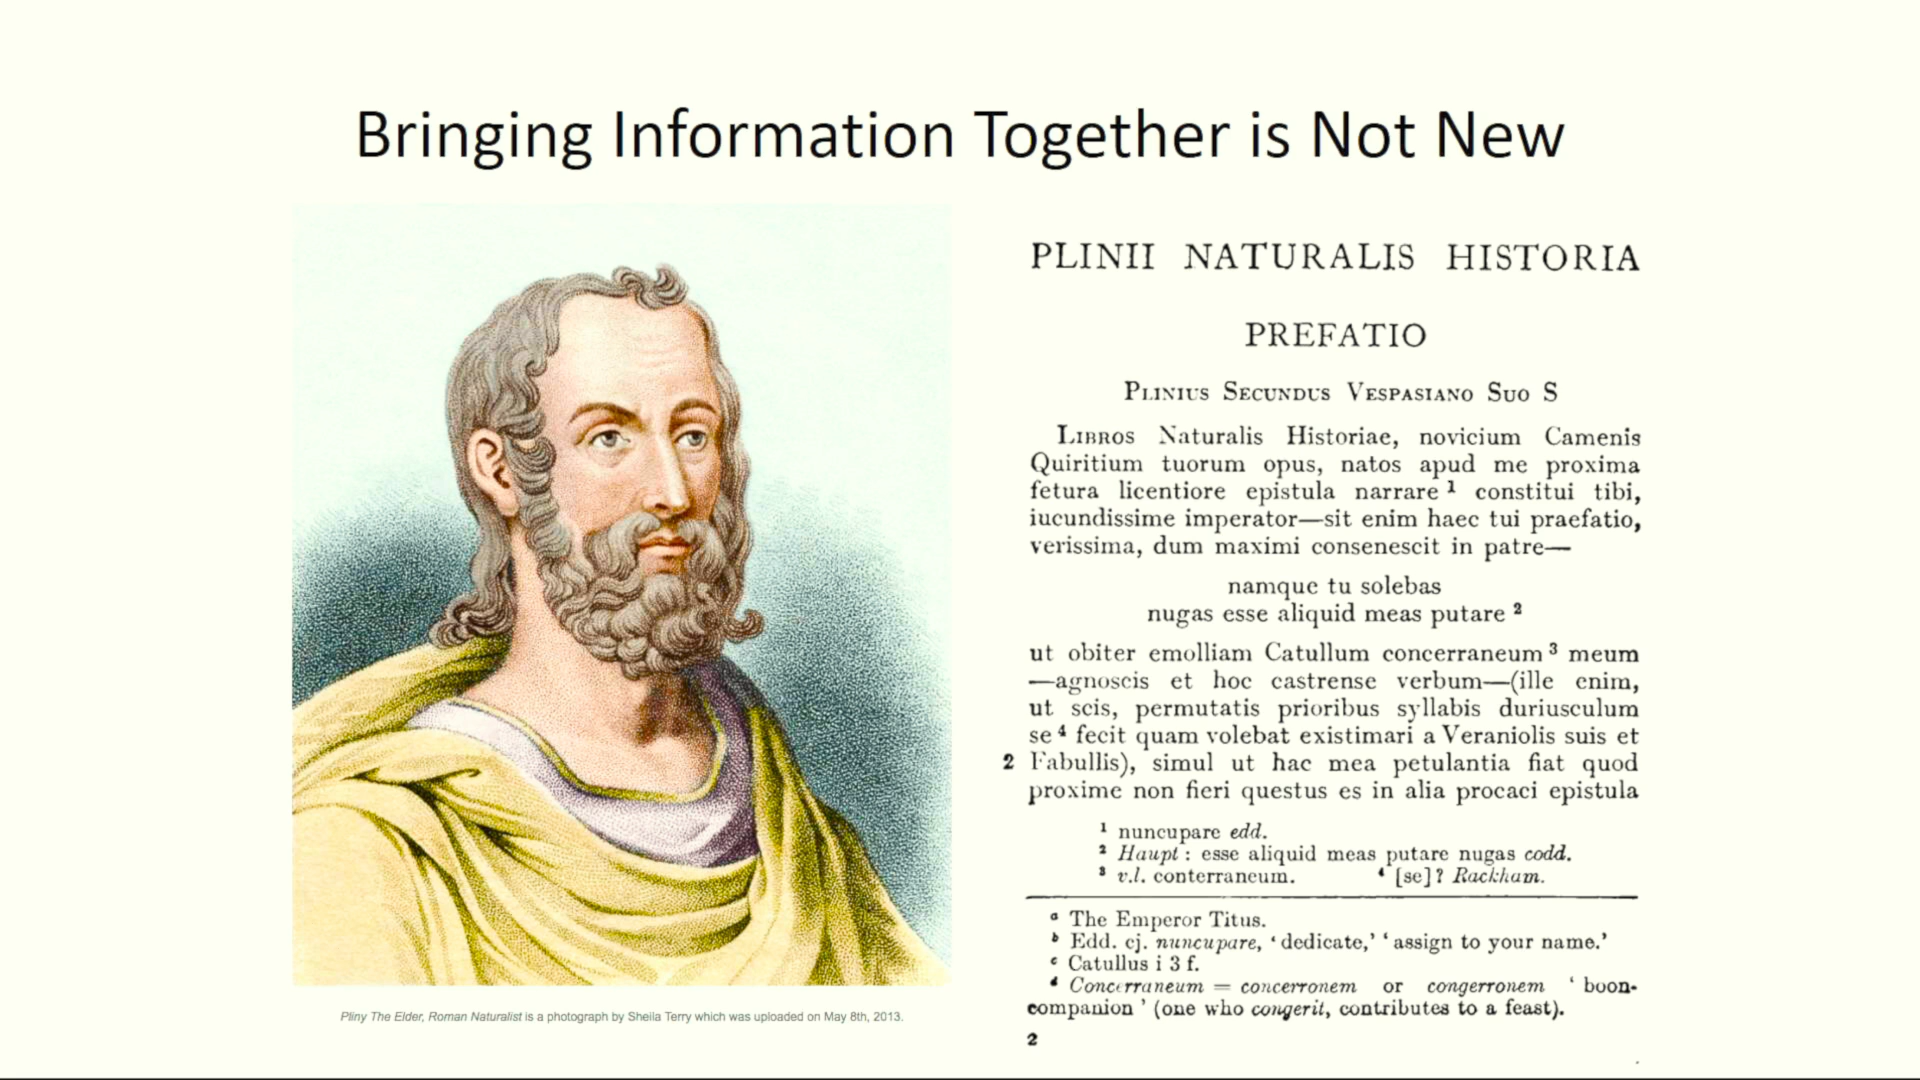 Bringing Information Together is Not New
Pliny The Elder, Roman Naturalist is a photograph by Sheila Terry which was uploaded on May 8th, 2013.
PLINII NATURALIS HISTORIA
PREFATIO
Plinius Secundus Vespasiano Suo S
Libros Naturalis Historiae, novicium Camenis
Quiritium tuorum opus, natos apud me proxima
fetura licentiore epistula narrare ¹ constitui tibi,
iucundissime imperator—sit enim haec tui praefatio,
verissima, dum maximi consenescit in patre—
namque tu solebas
nugas esse aliquid meas putare ²
ut obiter emolliam Catullum concerraneum ³ meum
—agnoscis et hoc castrense verbum—(ille enim,
ut scis, permutatis prioribus syllabis duriusculum
se ⁴ fecit quam volebat existimari a Veraniolis suis et
2 Fabullis), simul ut hac mea petulantia fiat quod
proxime non fieri questus es in alia procaci epistula
¹ nuncupare edd.
² Haupt : esse aliquid meas putare nugas codd.
³ v.l. conterraneum. ⁴ [se] ? Rackham.
ᵃ The Emperor Titus.
ᵇ Edd. cj. nuncupare, ‘ dedicate,’ ‘ assign to your name.’
ᶜ Catullus i 3 f.
ᵈ Concerraneum = concerronem or congerronem ‘ boon-
companion ’ (one who congerit, contributes to a feast).
2